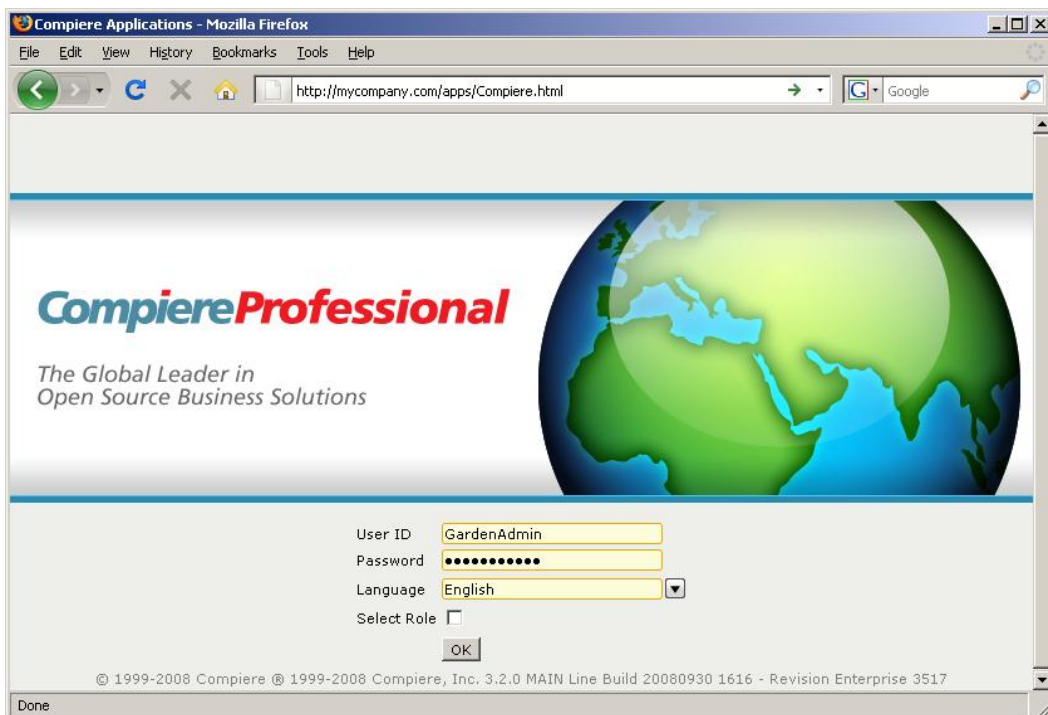 Compiere Applications - Mozilla Firefox
File Edit View History Bookmarks Tools Help
http://mycompany.com/apps/Compiere.html
G Google
CompiereProfessional
The Global Leader in
Open Source Business Solutions
User ID GardenAdmin
Password ●●●●●●●●●●●
Language English
Select Role
OK
© 1999-2008 Compiere ® 1999-2008 Compiere, Inc. 3.2.0 MAIN Line Build 20080930 1616 - Revision Enterprise 3517
Done